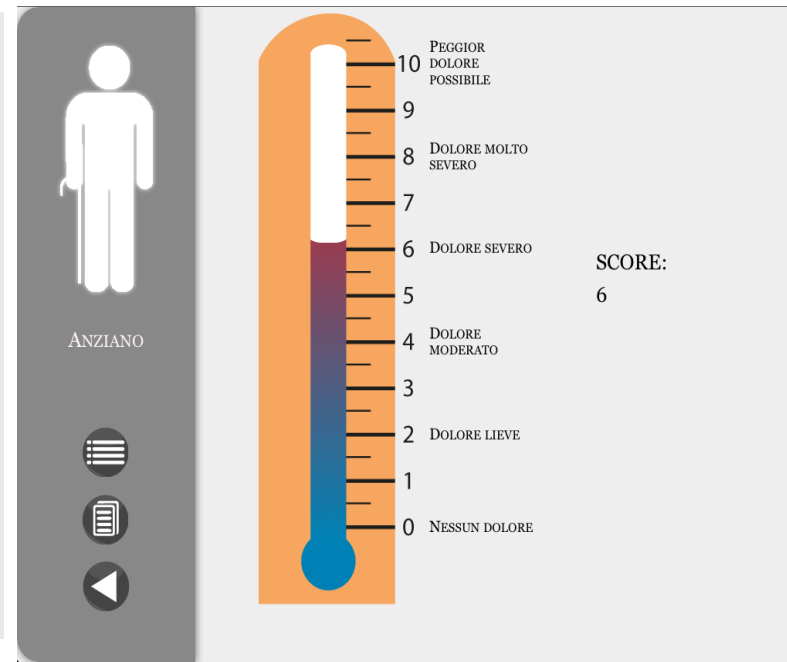 ANZIANO
10
9
8
7
6
5
4
3
2
1
0
PEGGIOR
DOLORE
POSSIBILE
DOLORE MOLTO
SEVERO
DOLORE SEVERO
DOLORE
MODERATO
DOLORE LIEVE
NESSUN DOLORE
SCORE:
6